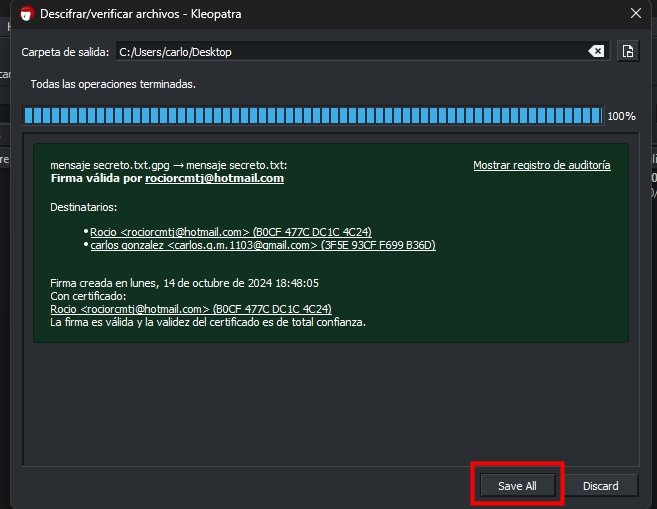 Descifrar/verificar archivos - Kleopatra
Carpeta de salida: C:/Users/carlo/Desktop
Todas las operaciones terminadas.
100%
mensaje secreto.txt.gpg → mensaje secreto.txt: Mostrar registro de auditoría
Firma válida por rociorcmtj@hotmail.com
Destinatarios:
• Rocio <rociorcmtj@hotmail.com> (B0CF 477C DC1C 4C24)
• carlos gonzalez <carlos.g.m.1103@gmail.com> (3F5E 93CF F699 B36D)
Firma creada en lunes, 14 de octubre de 2024 18:48:05
Con certificado:
Rocio <rociorcmtj@hotmail.com> (B0CF 477C DC1C 4C24)
La firma es válida y la validez del certificado es de total confianza.
Save All Discard